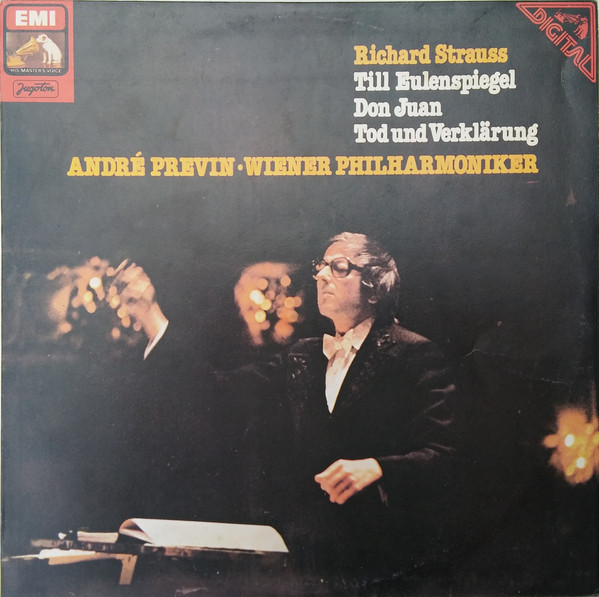 EMI
HIS MASTER'S VOICE
Jugoton
DIGITAL
Richard Strauss
Till Eulenspiegel
Don Juan
Tod und Verklärung
ANDRÉ PREVIN · WIENER PHILHARMONIKER